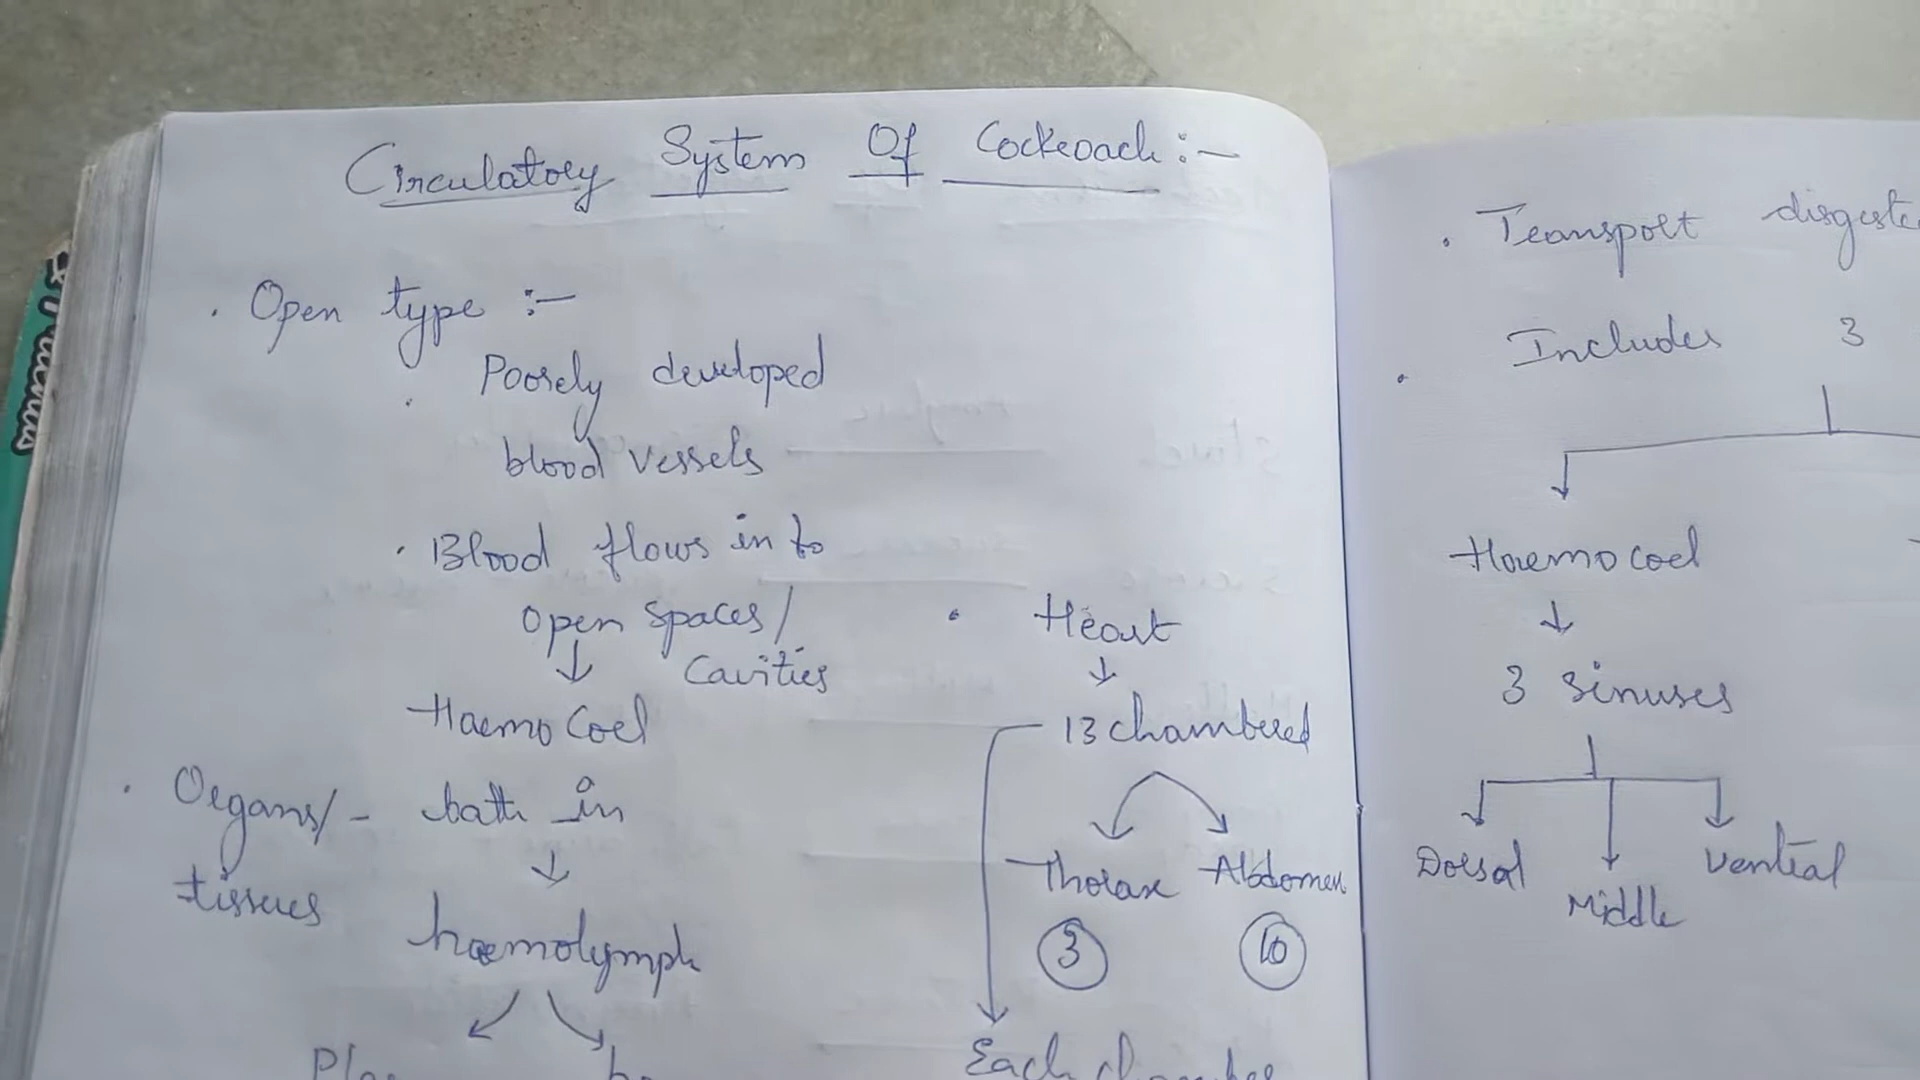 Circulatory System Of Cockroach :-
. Open type :-
Poorely developed
blood vessels
. Blood flows in to
Open spaces/
Cavities
Haemo Coel
. Organs/ - bath in
tissues
haemolymph
. Heart
13 chambered
Thorax Abdomen
3 10
Each chamber
. Transport
. Includes 3
Haemo coel
3 sinuses
Dorsal Middle Ventral